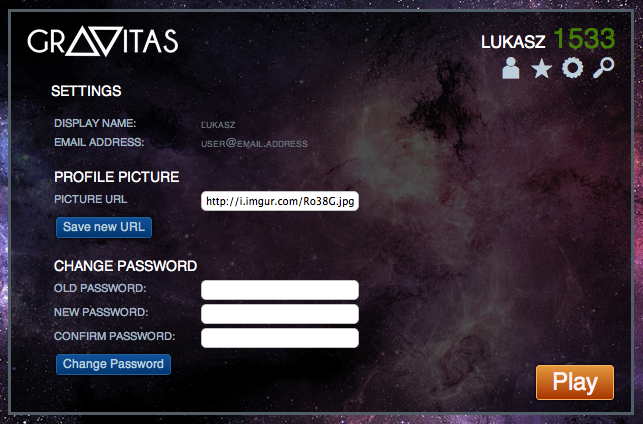 GRAVITAS
LUKASZ 1533
SETTINGS
DISPLAY NAME: LUKASZ
EMAIL ADDRESS: USER@EMAIL.ADDRESS
PROFILE PICTURE
PICTURE URL http://i.imgur.com/Ro38G.jpg
Save new URL
CHANGE PASSWORD
OLD PASSWORD:
NEW PASSWORD:
CONFIRM PASSWORD:
Change Password
Play